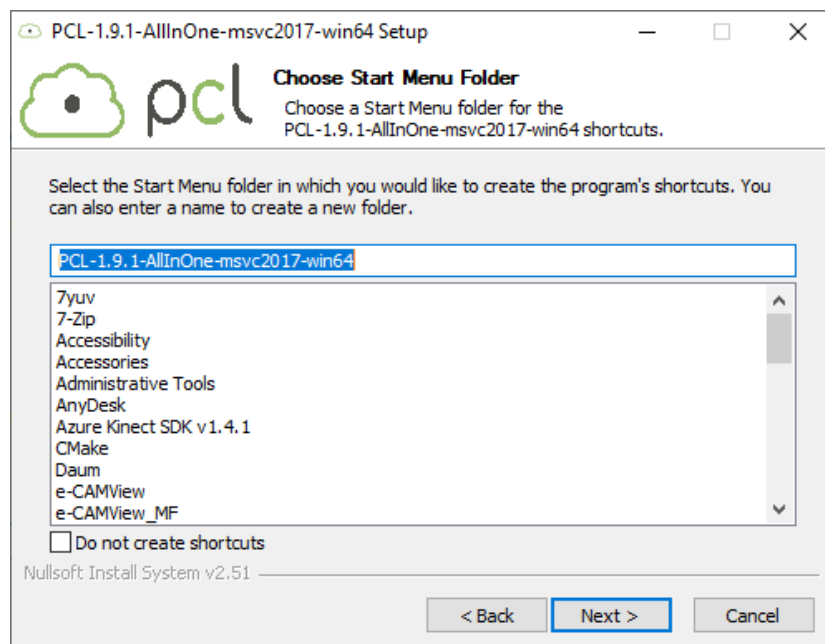 PCL-1.9.1-AllInOne-msvc2017-win64 Setup
pcl
Choose Start Menu Folder
Choose a Start Menu folder for the
PCL-1.9.1-AllInOne-msvc2017-win64 shortcuts.
Select the Start Menu folder in which you would like to create the program's shortcuts. You
can also enter a name to create a new folder.
PCL-1.9.1-AllInOne-msvc2017-win64
7yuv
7-Zip
Accessibility
Accessories
Administrative Tools
AnyDesk
Azure Kinect SDK v1.4.1
CMake
Daum
e-CAMView
e-CAMView_MF
Do not create shortcuts
Nullsoft Install System v2.51
< Back Next > Cancel